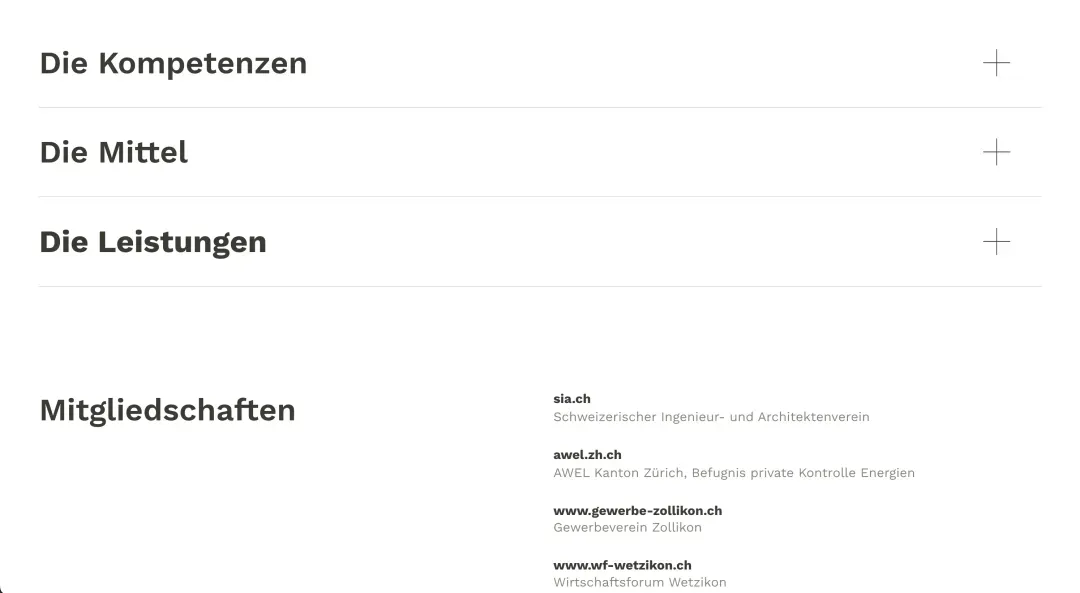 Die Kompetenzen
Die Mittel
Die Leistungen
Mitgliedschaften
sia.ch
Schweizerischer Ingenieur- und Architektenverein
awel.zh.ch
AWEL Kanton Zürich, Befugnis private Kontrolle Energien
www.gewerbe-zollikon.ch
Gewerbeverein Zollikon
www.wf-wetzikon.ch
Wirtschaftsforum Wetzikon